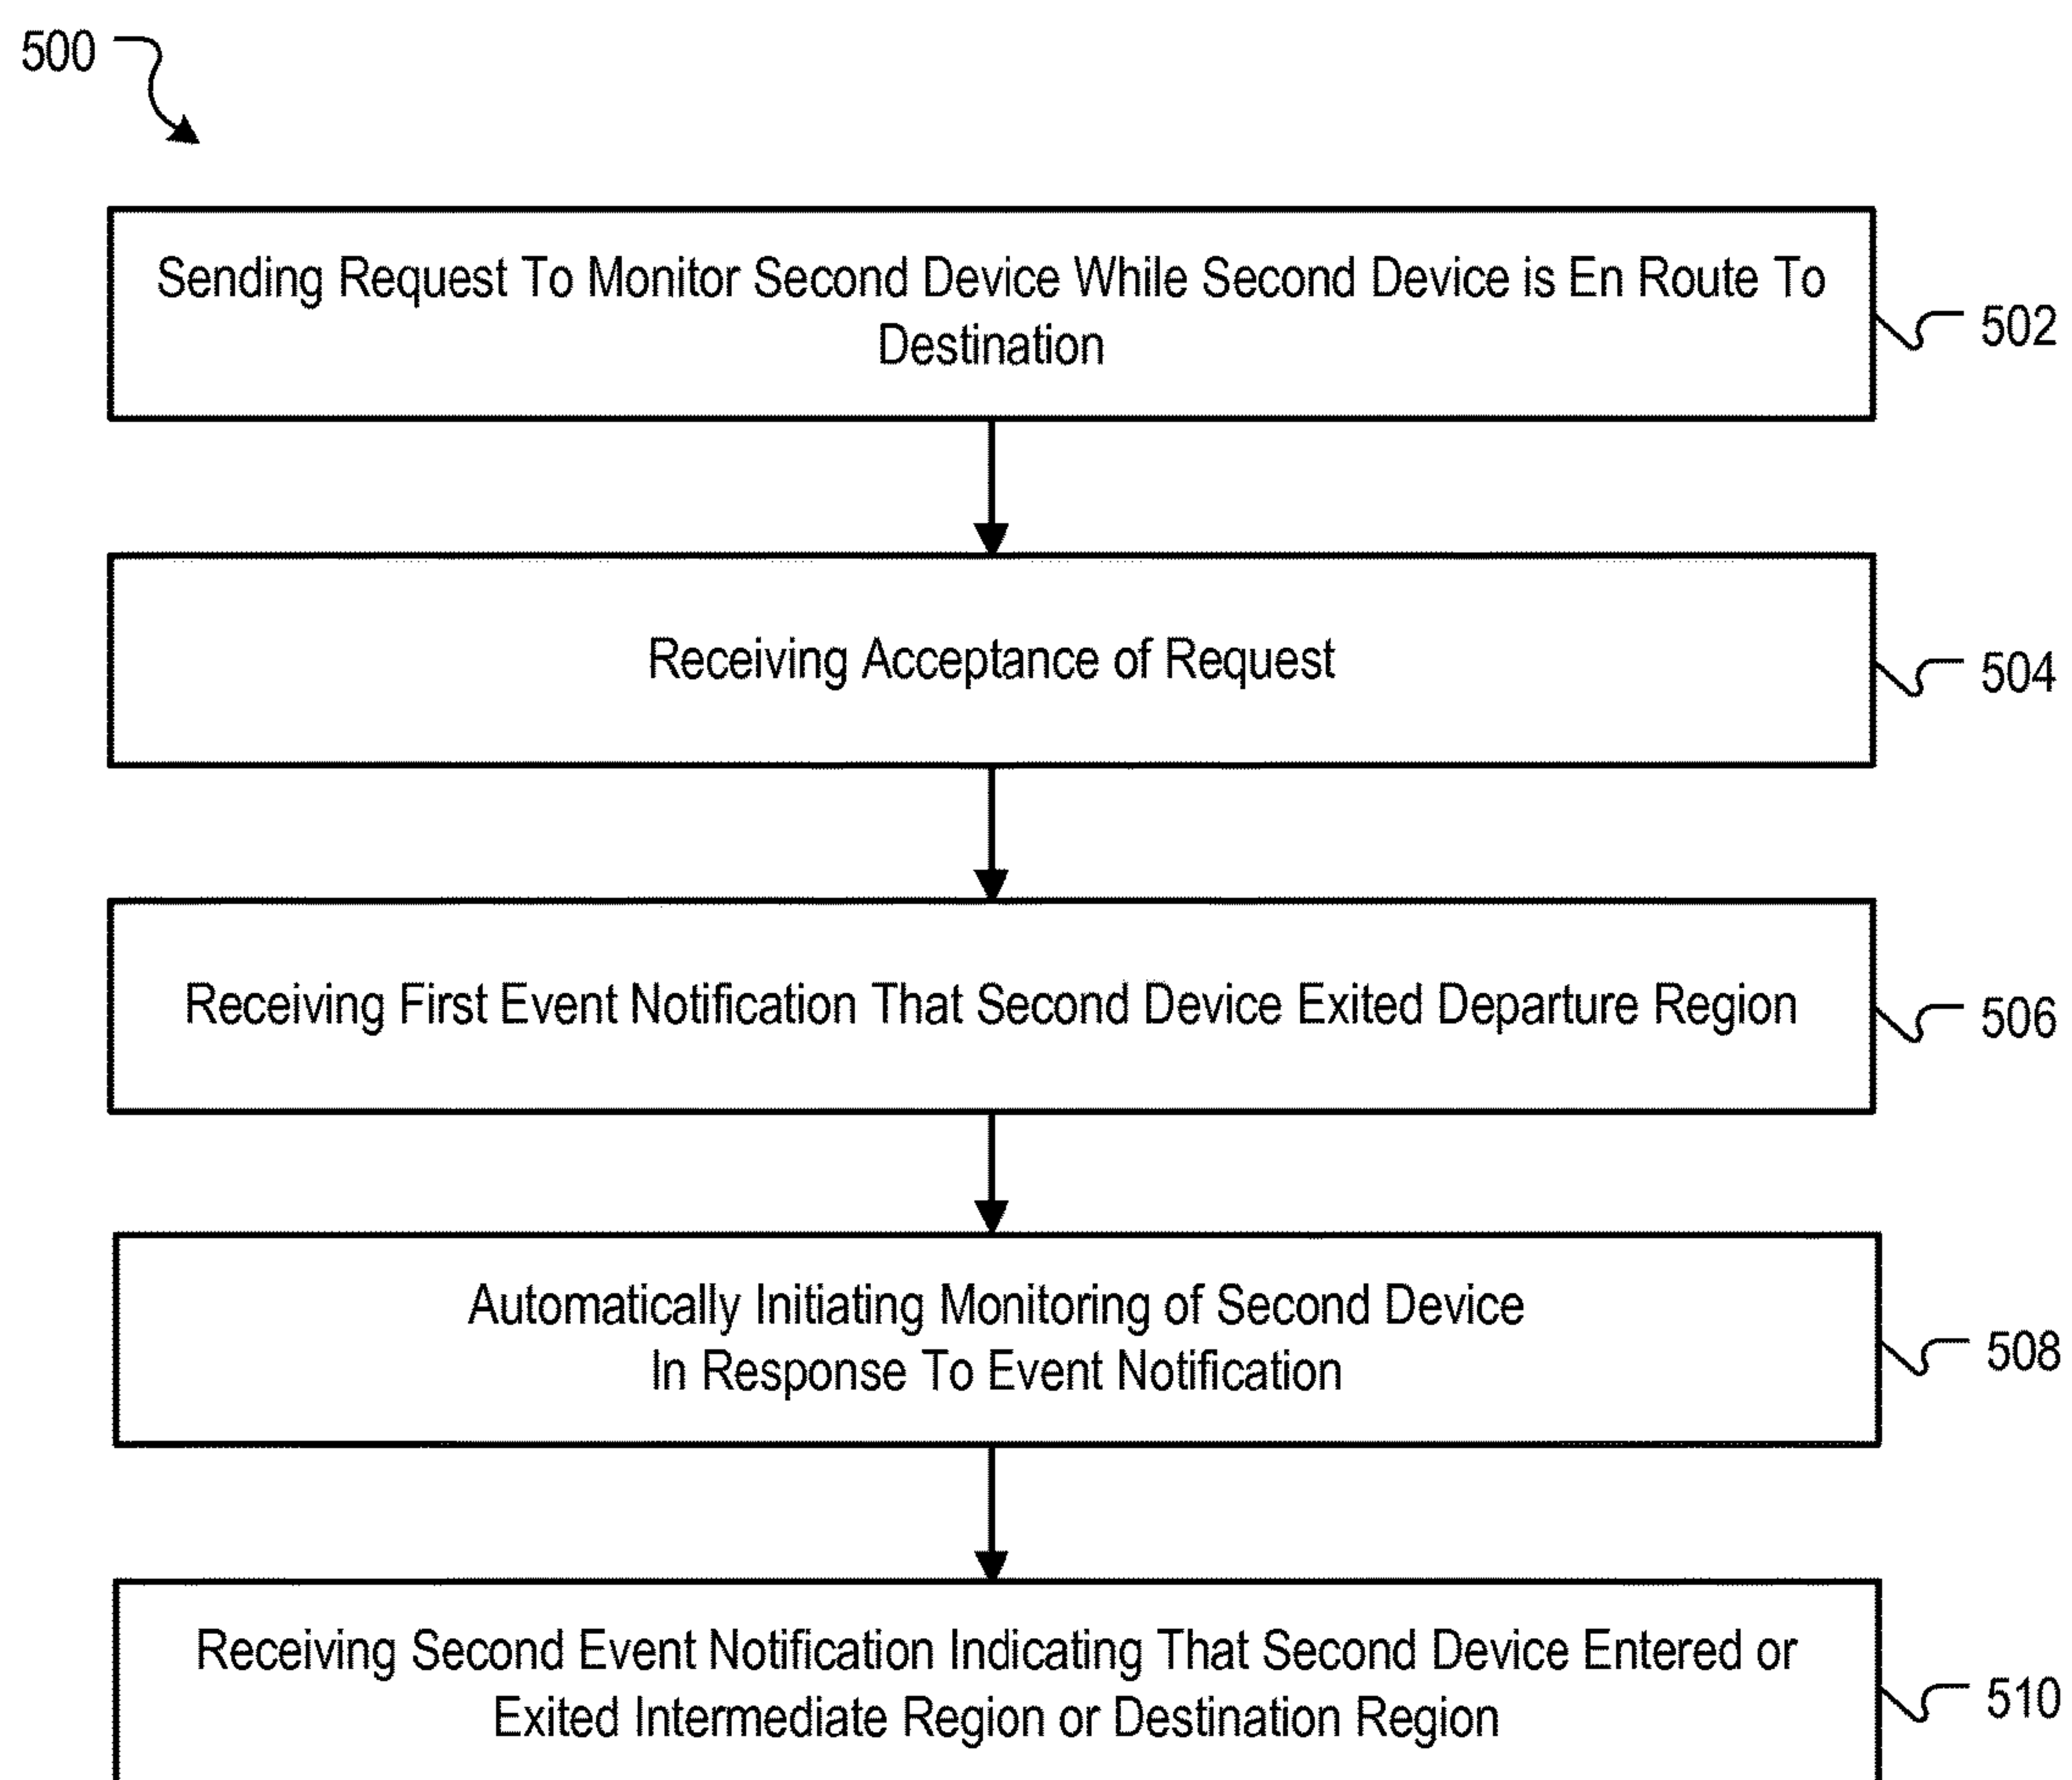 500
Sending Request To Monitor Second Device While Second Device is En Route To
Destination
502
Receiving Acceptance of Request
504
Receiving First Event Notification That Second Device Exited Departure Region
506
Automatically Initiating Monitoring of Second Device
In Response To Event Notification
508
Receiving Second Event Notification Indicating That Second Device Entered or
Exited Intermediate Region or Destination Region
510